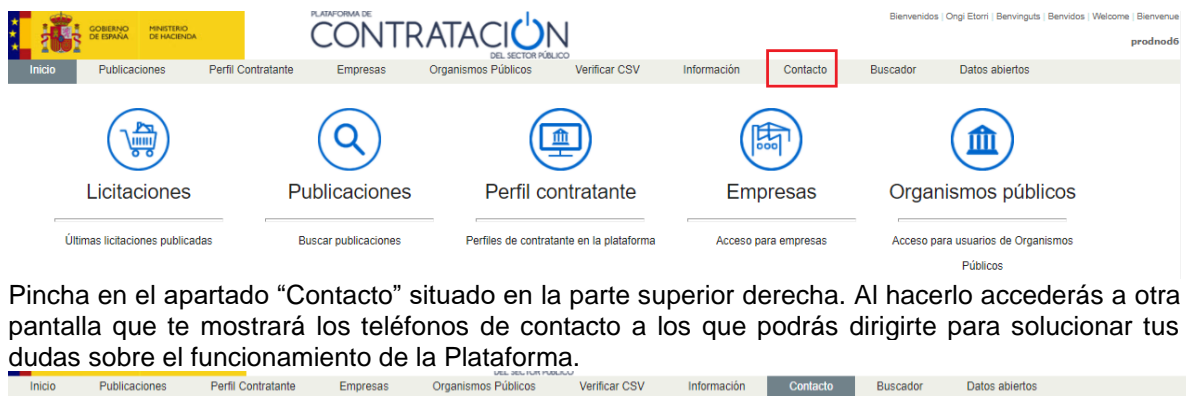 GOBIERNO DE ESPAÑA
MINISTERIO DE HACIENDA
PLATAFORMA DE
CONTRATACIÓN
DEL SECTOR PÚBLICO
Bienvenidos | Ongi Etorri | Benvinguts | Benvidos | Welcome | Bienvenue
prodnod6
Inicio Publicaciones Perfil Contratante Empresas Organismos Públicos Verificar CSV Información Contacto Buscador Datos abiertos
Licitaciones Publicaciones Perfil contratante Empresas Organismos públicos
Últimas licitaciones publicadas Buscar publicaciones Perfiles de contratante en la plataforma Acceso para empresas Acceso para usuarios de Organismos
Públicos
Pincha en el apartado “Contacto” situado en la parte superior derecha. Al hacerlo accederás a otra
pantalla que te mostrará los teléfonos de contacto a los que podrás dirigirte para solucionar tus
dudas sobre el funcionamiento de la Plataforma.
DEL SECTOR PÚBLICO
Inicio Publicaciones Perfil Contratante Empresas Organismos Públicos Verificar CSV Información Contacto Buscador Datos abiertos